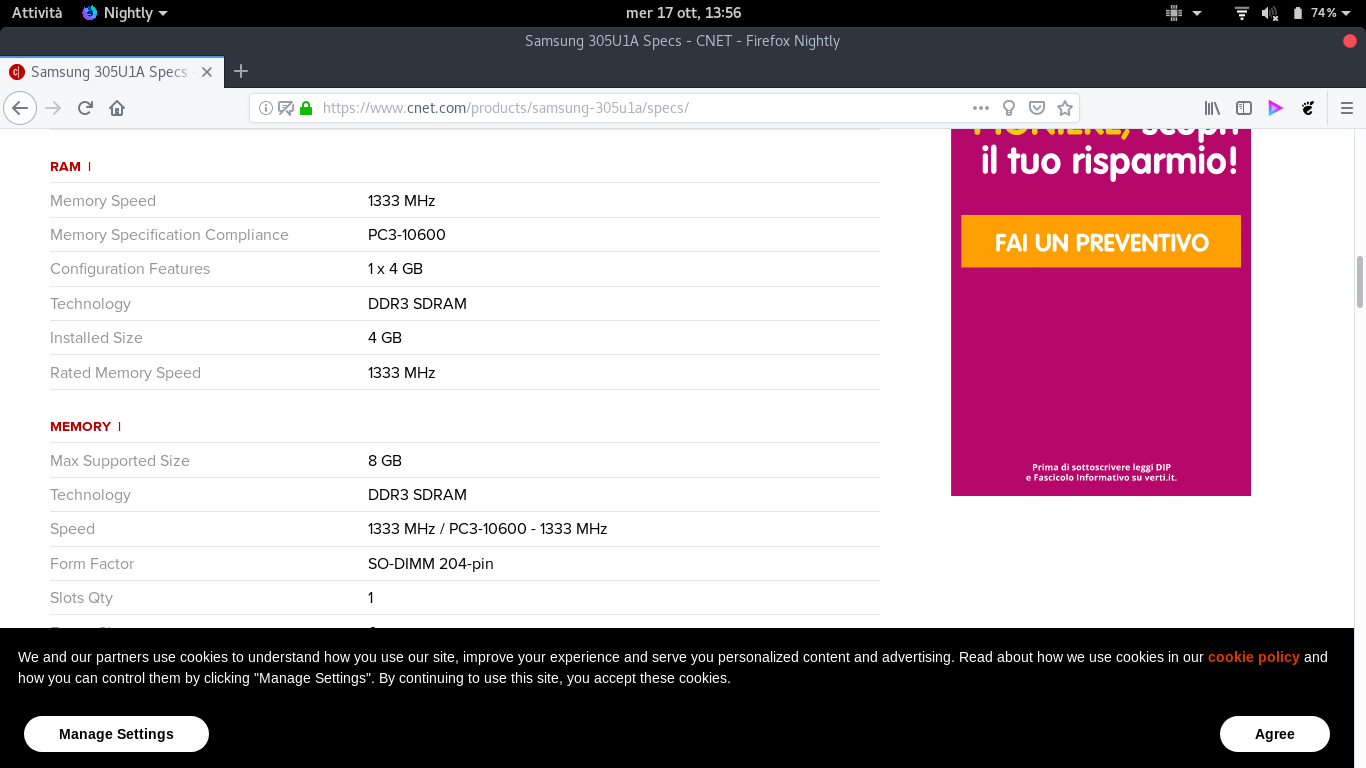 Attività Nightly mer 17 ott, 13:56 74%
Samsung 305U1A Specs - CNET - Firefox Nightly
Samsung 305U1A Specs -
https://www.cnet.com/products/samsung-305u1a/specs/
RAM |
Memory Speed 1333 MHz
Memory Specification Compliance PC3-10600
Configuration Features 1 x 4 GB
Technology DDR3 SDRAM
Installed Size 4 GB
Rated Memory Speed 1333 MHz
MEMORY |
Max Supported Size 8 GB
Technology DDR3 SDRAM
Speed 1333 MHz / PC3-10600 - 1333 MHz
Form Factor SO-DIMM 204-pin
Slots Qty 1
scopri
il tuo risparmio!
FAI UN PREVENTIVO
Prima di sottoscrivere leggi DIP
e Fascicolo Informativo su verti.it.
We and our partners use cookies to understand how you use our site, improve your experience and serve you personalized content and advertising. Read about how we use cookies in our cookie policy and
how you can control them by clicking "Manage Settings". By continuing to use this site, you accept these cookies.
Manage Settings Agree